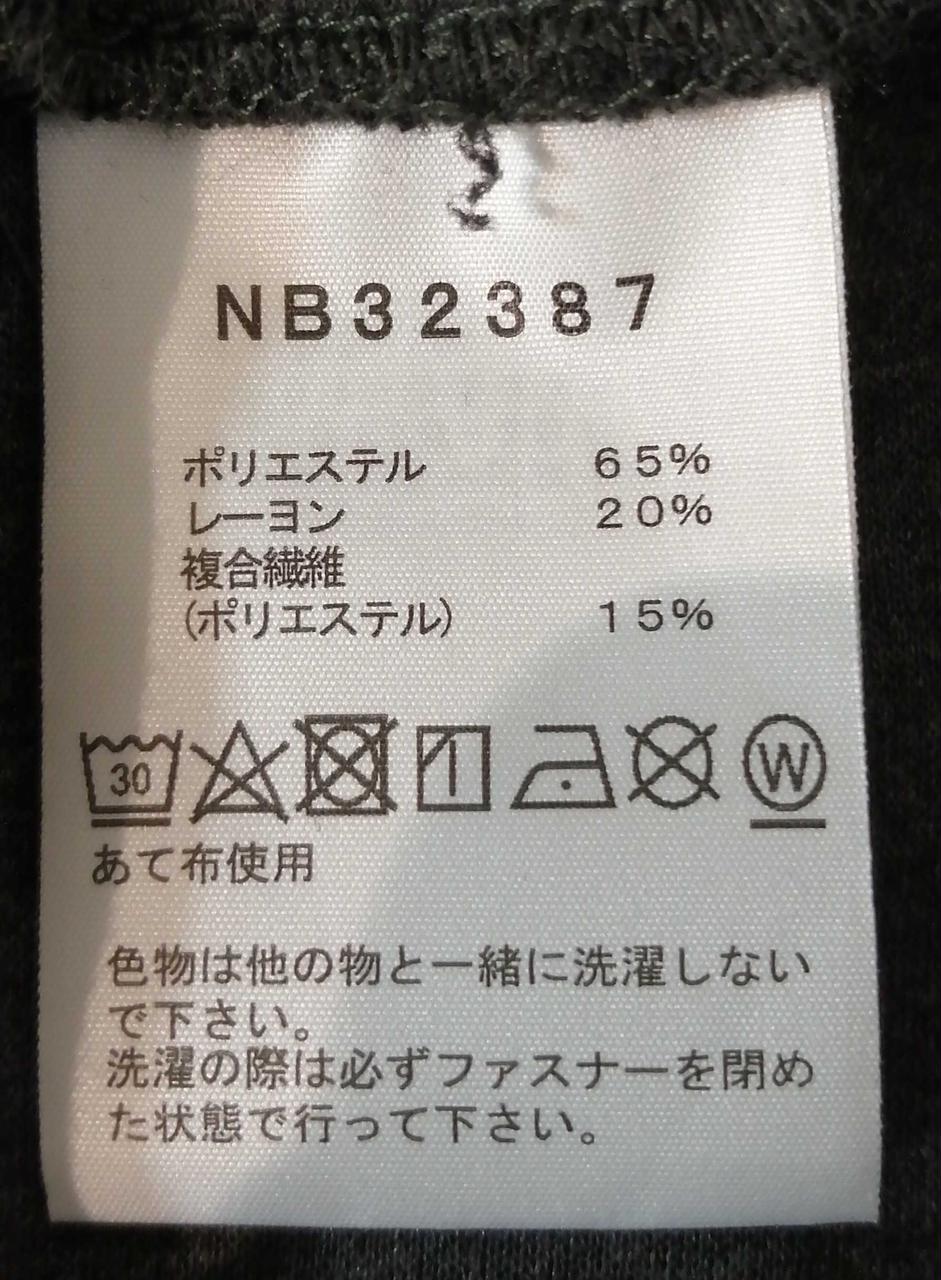 NB32387
ポリエステル 65%
レーヨン 20%
複合繊維
(ポリエステル) 15%
30 W
あて布使用
色物は他の物と一緒に洗濯しない
で下さい。
洗濯の際は必ずファスナーを閉め
た状態で行って下さい。